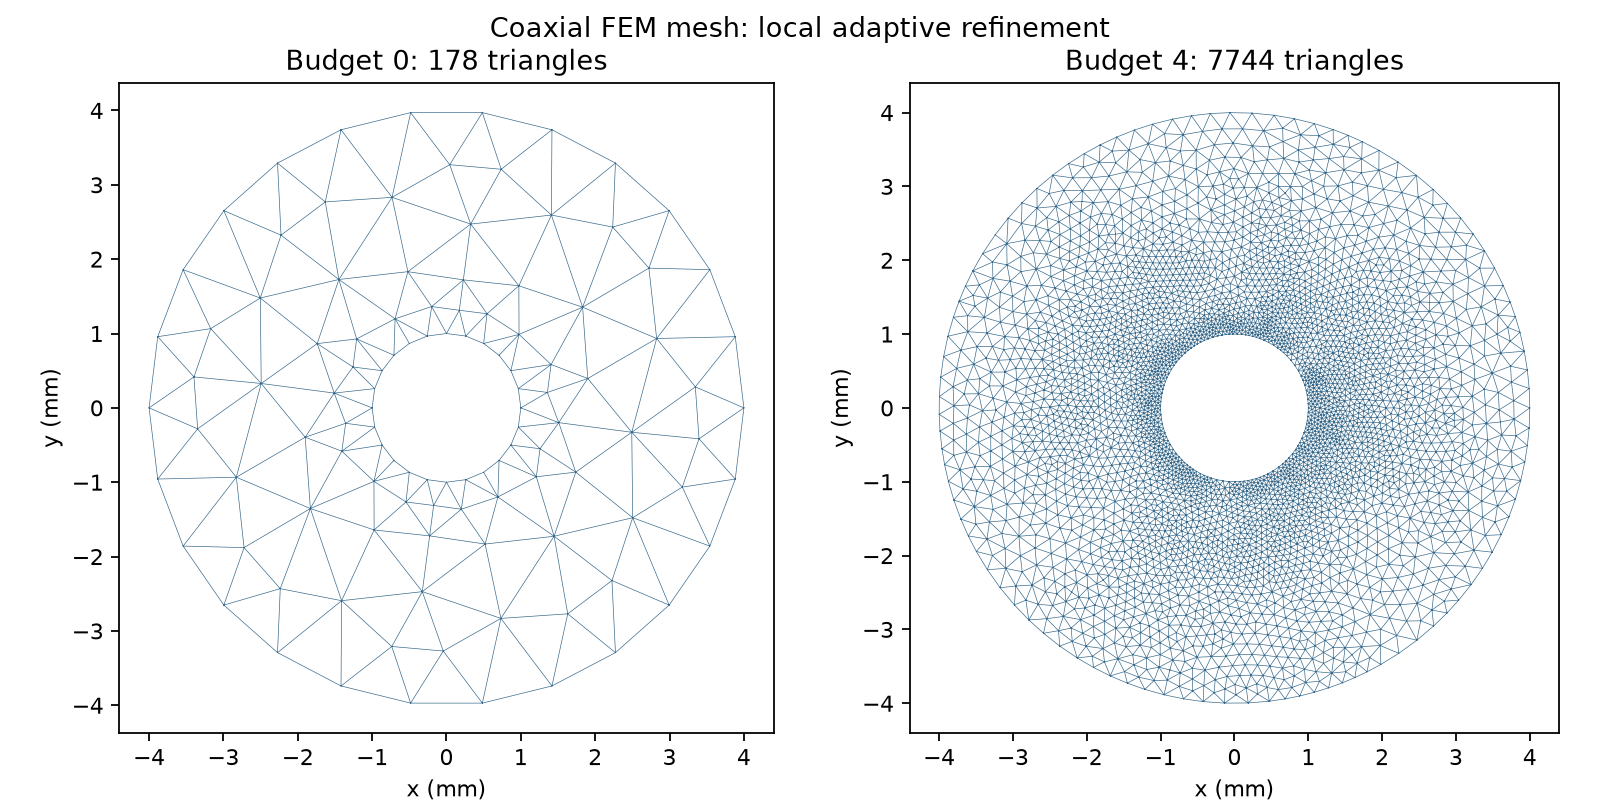 Coaxial FEM mesh: local adaptive refinement
Budget 0: 178 triangles
4
3
2
1
0
−1
−2
−3
−4
y (mm)
−4 −3 −2 −1 0 1 2 3 4
x (mm)
Budget 4: 7744 triangles
4
3
2
1
0
−1
−2
−3
−4
y (mm)
−4 −3 −2 −1 0 1 2 3 4
x (mm)